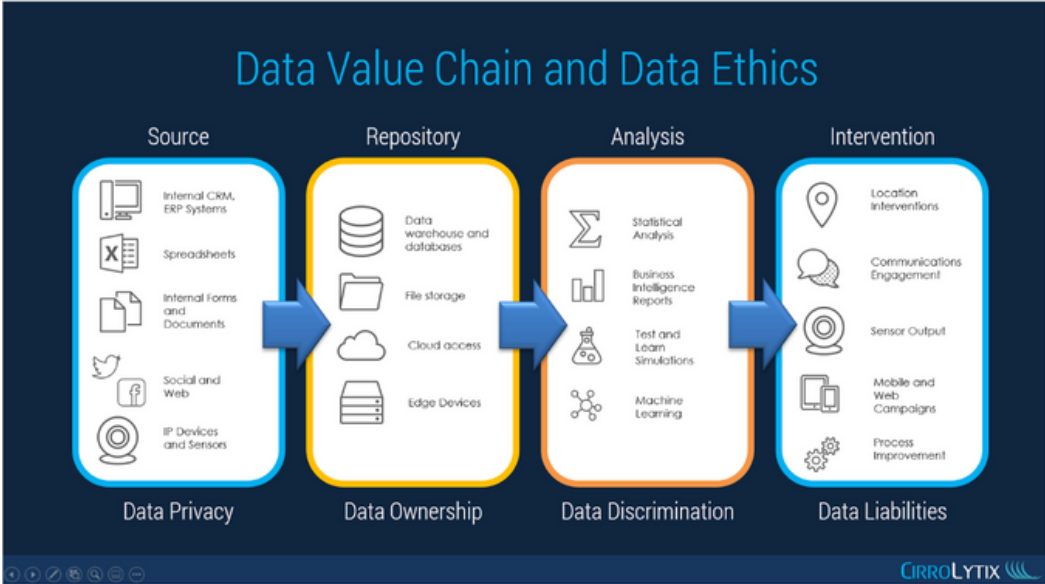 Data Value Chain and Data Ethics
Source
Internal CRM,
ERP Systems
X
Spreadsheets
Internal Forms
and
Documents
f
Social and
Web
IP Devices
and Sensors
Data Privacy
Repository
Data
warehouse and
databases
File storage
Cloud access
Edge Devices
Data Ownership
Analysis
Σ
Statistical
Analysis
Business
Intelligence
Reports
Test and
Learn
Simulations
Machine
Learning
Data Discrimination
Intervention
Location
Interventions
Communications
Engagement
Sensor Output
Mobile and
Web
Campaigns
Process
Improvement
Data Liabilities
CIRROLYTIX